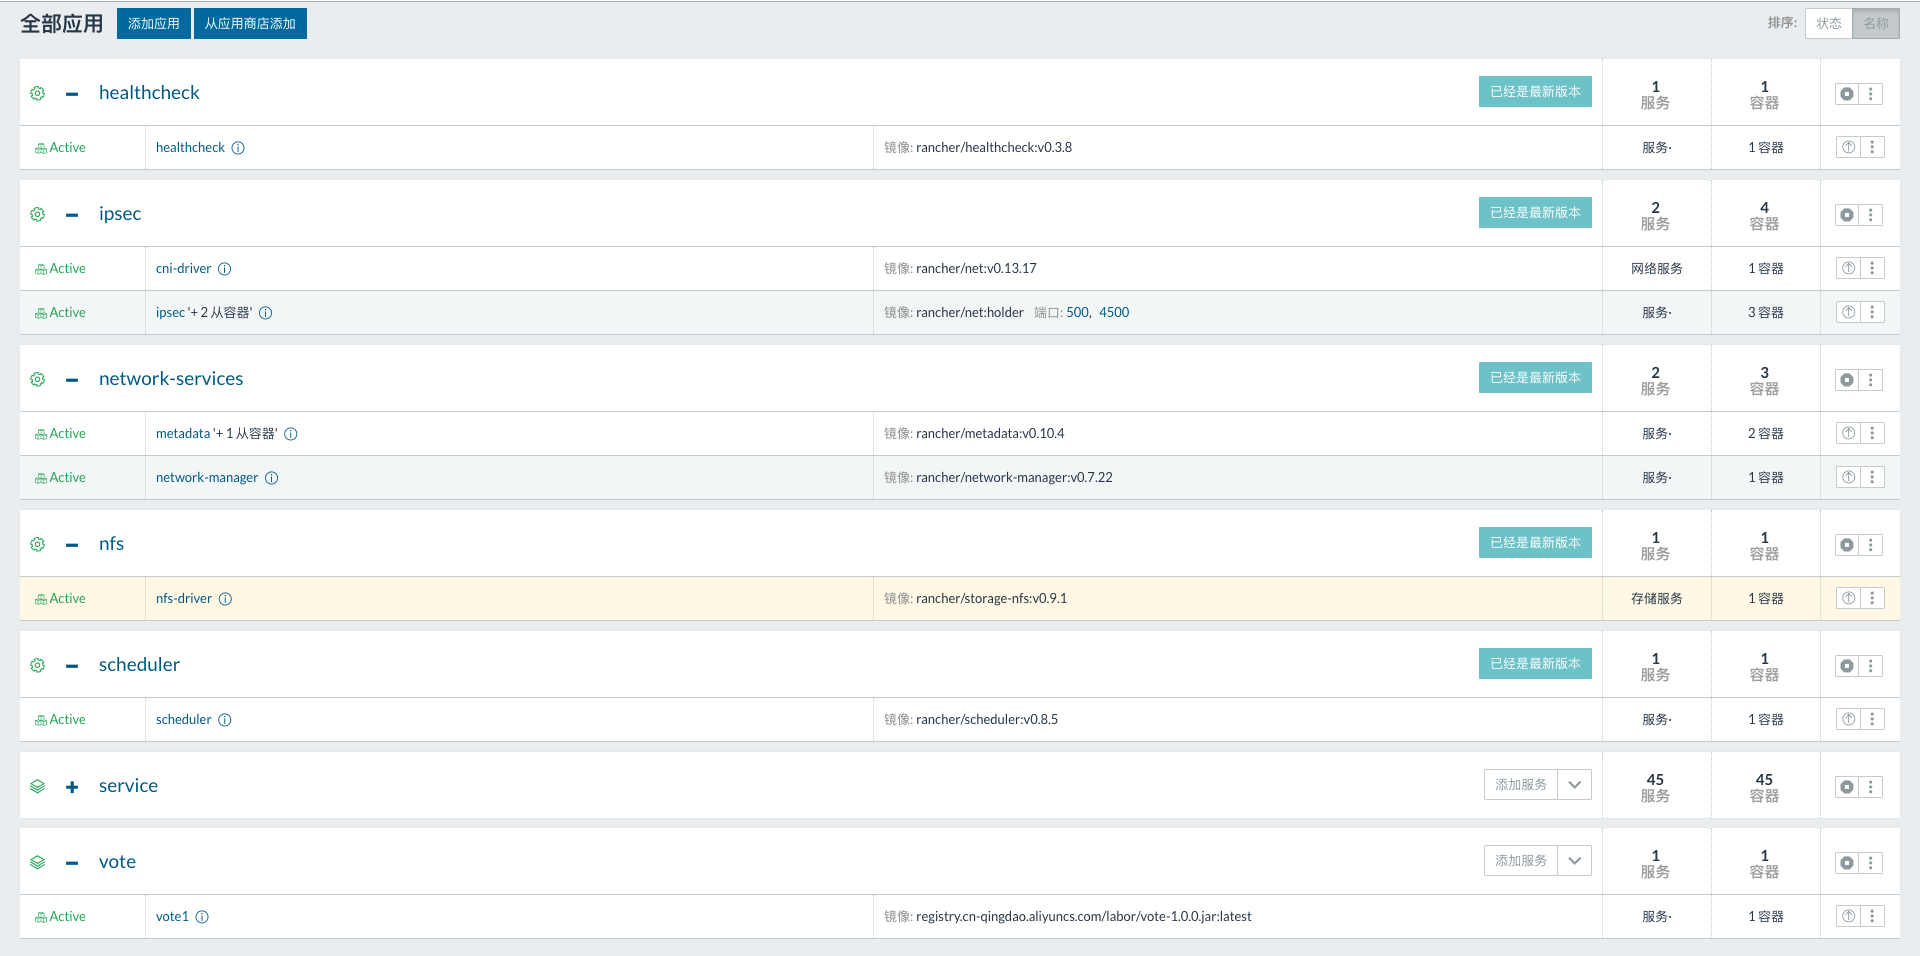 全部应用 添加应用 从应用商店添加 排序: 状态 名称
healthcheck 已经是最新版本 1 服务 1 容器
Active healthcheck 镜像: rancher/healthcheck:v0.3.8 服务· 1 容器
ipsec 已经是最新版本 2 服务 4 容器
Active cni-driver 镜像: rancher/net:v0.13.17 网络服务 1 容器
Active ipsec '+ 2 从容器' 镜像: rancher/net:holder 端口: 500, 4500 服务· 3 容器
network-services 已经是最新版本 2 服务 3 容器
Active metadata '+ 1 从容器' 镜像: rancher/metadata:v0.10.4 服务· 2 容器
Active network-manager 镜像: rancher/network-manager:v0.7.22 服务· 1 容器
nfs 已经是最新版本 1 服务 1 容器
Active nfs-driver 镜像: rancher/storage-nfs:v0.9.1 存储服务 1 容器
scheduler 已经是最新版本 1 服务 1 容器
Active scheduler 镜像: rancher/scheduler:v0.8.5 服务· 1 容器
service 添加服务 45 服务 45 容器
vote 添加服务 1 服务 1 容器
Active vote1 镜像: registry.cn-qingdao.aliyuncs.com/labor/vote-1.0.0.jar:latest 服务· 1 容器